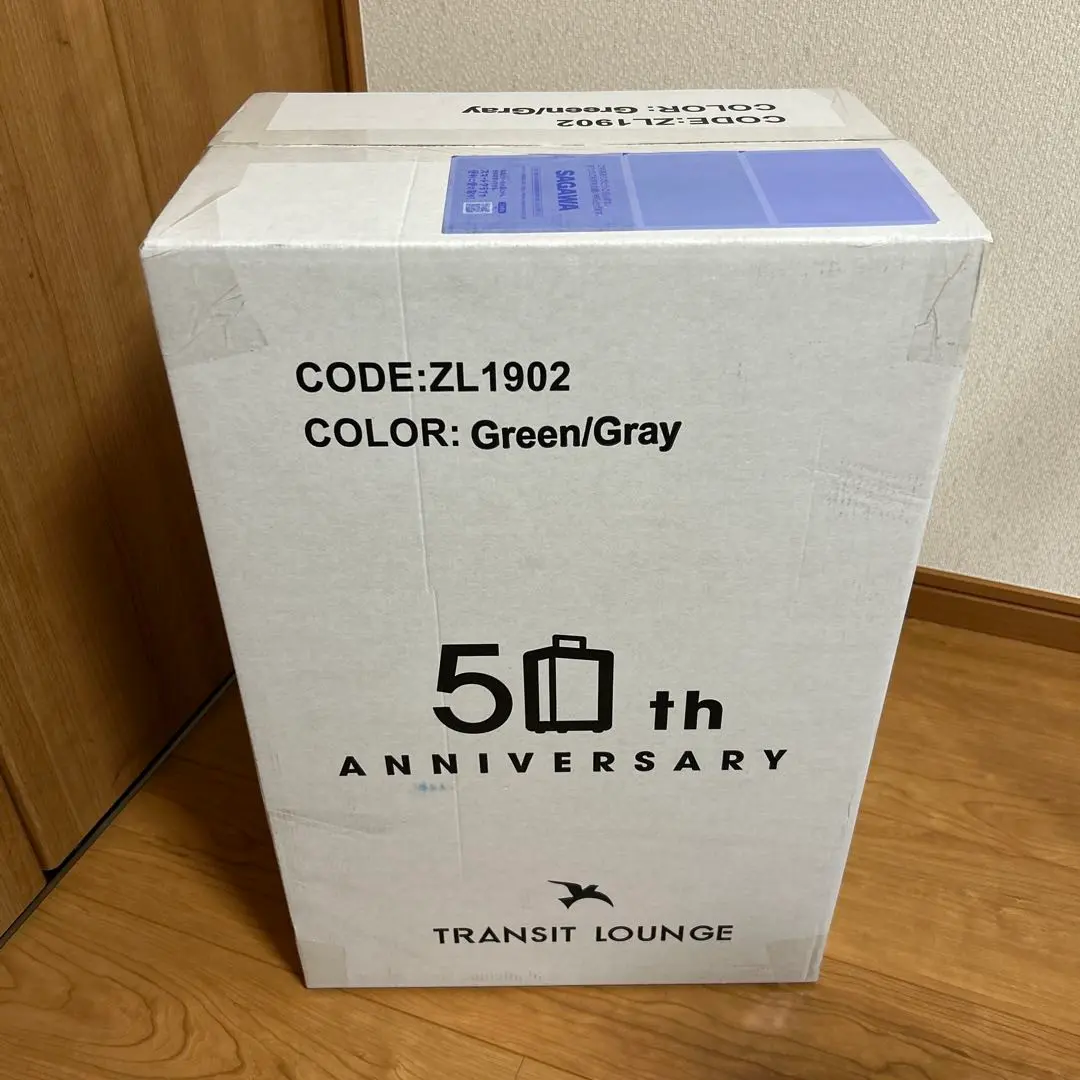 CODE:ZL1902
COLOR: Green/Gray
SAGAWA
CODE:ZL1902
COLOR: Green/Gray
50th
ANNIVERSARY
TRANSIT LOUNGE